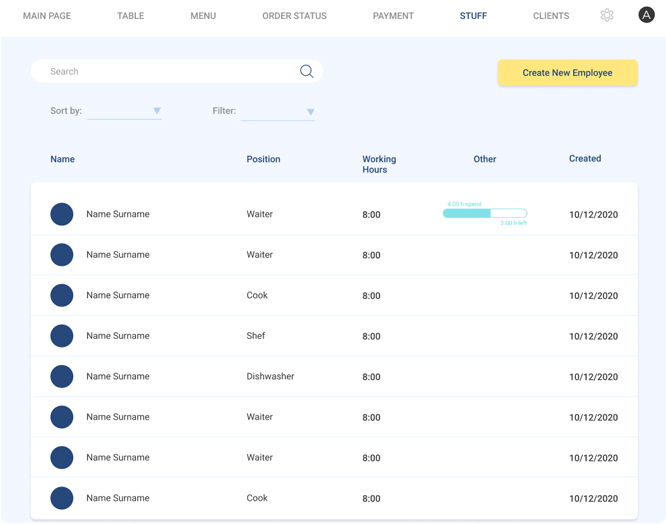 MAIN PAGE TABLE MENU ORDER STATUS PAYMENT STUFF CLIENTS A
Search
Create New Employee
Sort by: Filter:
Name Position Working Hours Other Created
4:00 h spend
Name Surname Waiter 8:00 10/12/2020
3:00 h left
Name Surname Waiter 8:00 10/12/2020
Name Surname Cook 8:00 10/12/2020
Name Surname Shef 8:00 10/12/2020
Name Surname Dishwasher 8:00 10/12/2020
Name Surname Waiter 8:00 10/12/2020
Name Surname Waiter 8:00 10/12/2020
Name Surname Cook 8:00 10/12/2020